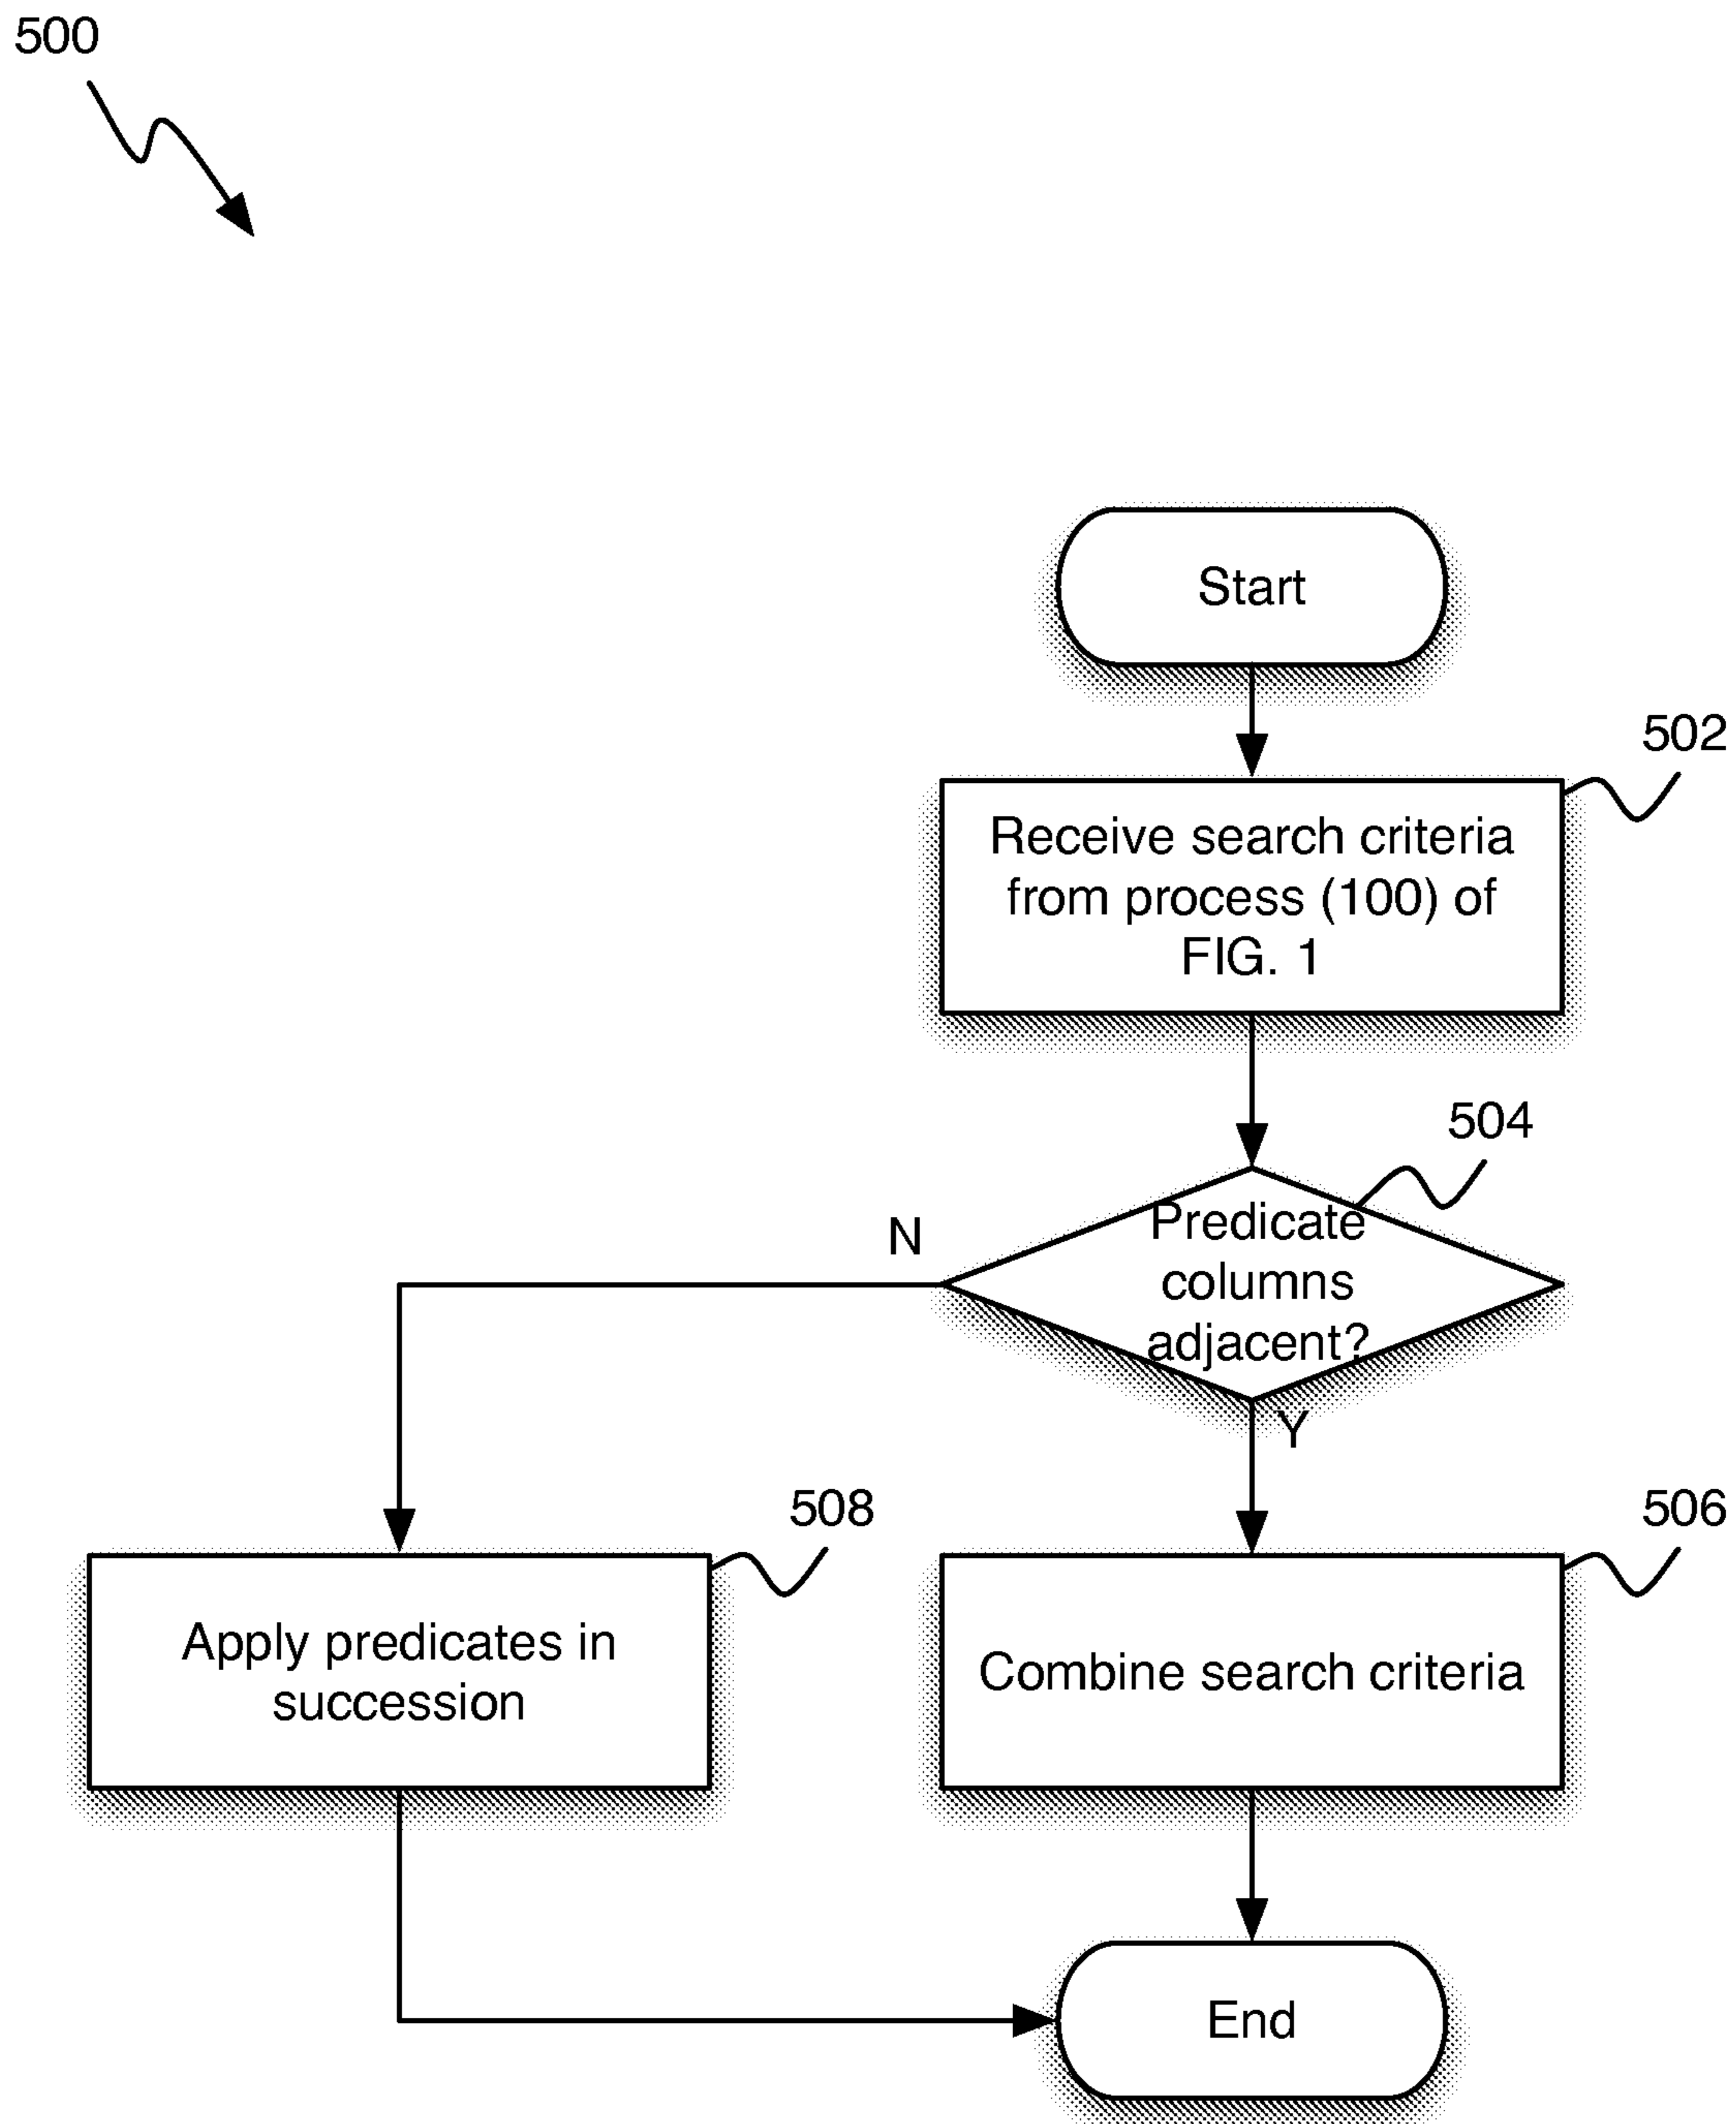 500
Start
502
Receive search criteria
from process (100) of
FIG. 1
504
Predicate
columns
adjacent?
N
Y
508
506
Apply predicates in
succession
Combine search criteria
End